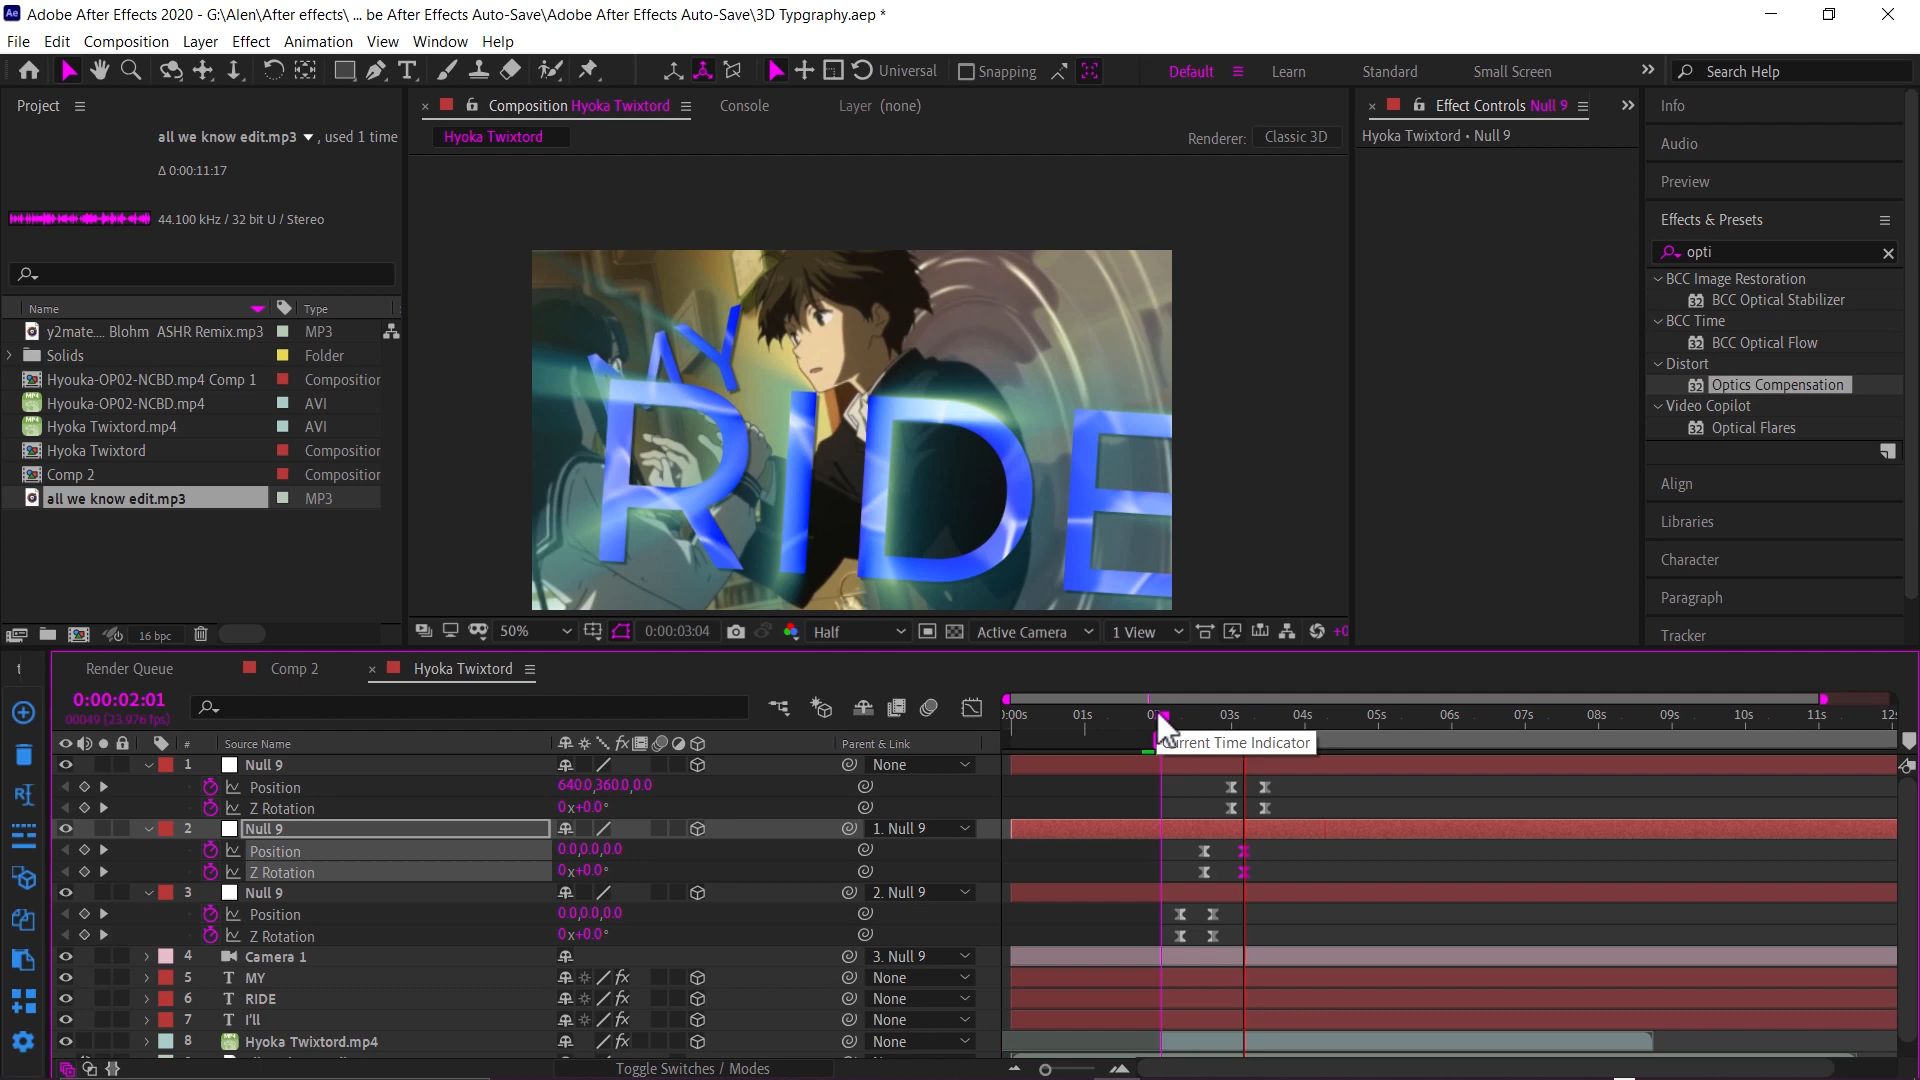 Adobe After Effects 2020 - G:\Alen\After effects\ ... be After Effects Auto-Save\Adobe After Effects Auto-Save\3D Typgraphy.aep *
File Edit Composition Layer Effect Animation View Window Help
Universal Snapping Default Learn Standard Small Screen Search Help
Project
Composition Hyoka Twixtord Console Layer (none)
Effect Controls Null 9
Info
all we know edit.mp3 , used 1 time
Hyoka Twixtord
Renderer: Classic 3D
Hyoka Twixtord • Null 9
Audio
Δ 0:00:11:17
Preview
44.100 kHz / 32 bit U / Stereo
Effects & Presets
opti
BCC Image Restoration
BCC Optical Stabilizer
BCC Time
BCC Optical Flow
Distort
Optics Compensation
Video Copilot
Optical Flares
Align
Libraries
Character
Paragraph
Tracker
Name Type
y2mate.... Blohm ASHR Remix.mp3 MP3
Solids Folder
Hyouka-OP02-NCBD.mp4 Comp 1 Composition
Hyouka-OP02-NCBD.mp4 AVI
Hyoka Twixtord.mp4 AVI
Hyoka Twixtord Composition
Comp 2 Composition
all we know edit.mp3 MP3
MY
RIDE
16 bpc
50% 0:00:03:04 Half Active Camera 1 View +0
Render Queue Comp 2 Hyoka Twixtord
0:00:02:01
00049 (23.976 fps)
):00s 01s 02 03s 04s 05s 06s 07s 08s 09s 10s 11s 12s
Current Time Indicator
# Source Name Parent & Link
1 Null 9 None
Position 640.0,360.0,0.0
Z Rotation 0x+0.0°
2 Null 9 1. Null 9
Position 0.0,0.0,0.0
Z Rotation 0x+0.0°
3 Null 9 2. Null 9
Position 0.0,0.0,0.0
Z Rotation 0x+0.0°
4 Camera 1 3. Null 9
5 T MY None
6 T RIDE None
7 T I'll None
8 Hyoka Twixtord.mp4 None
Toggle Switches / Modes